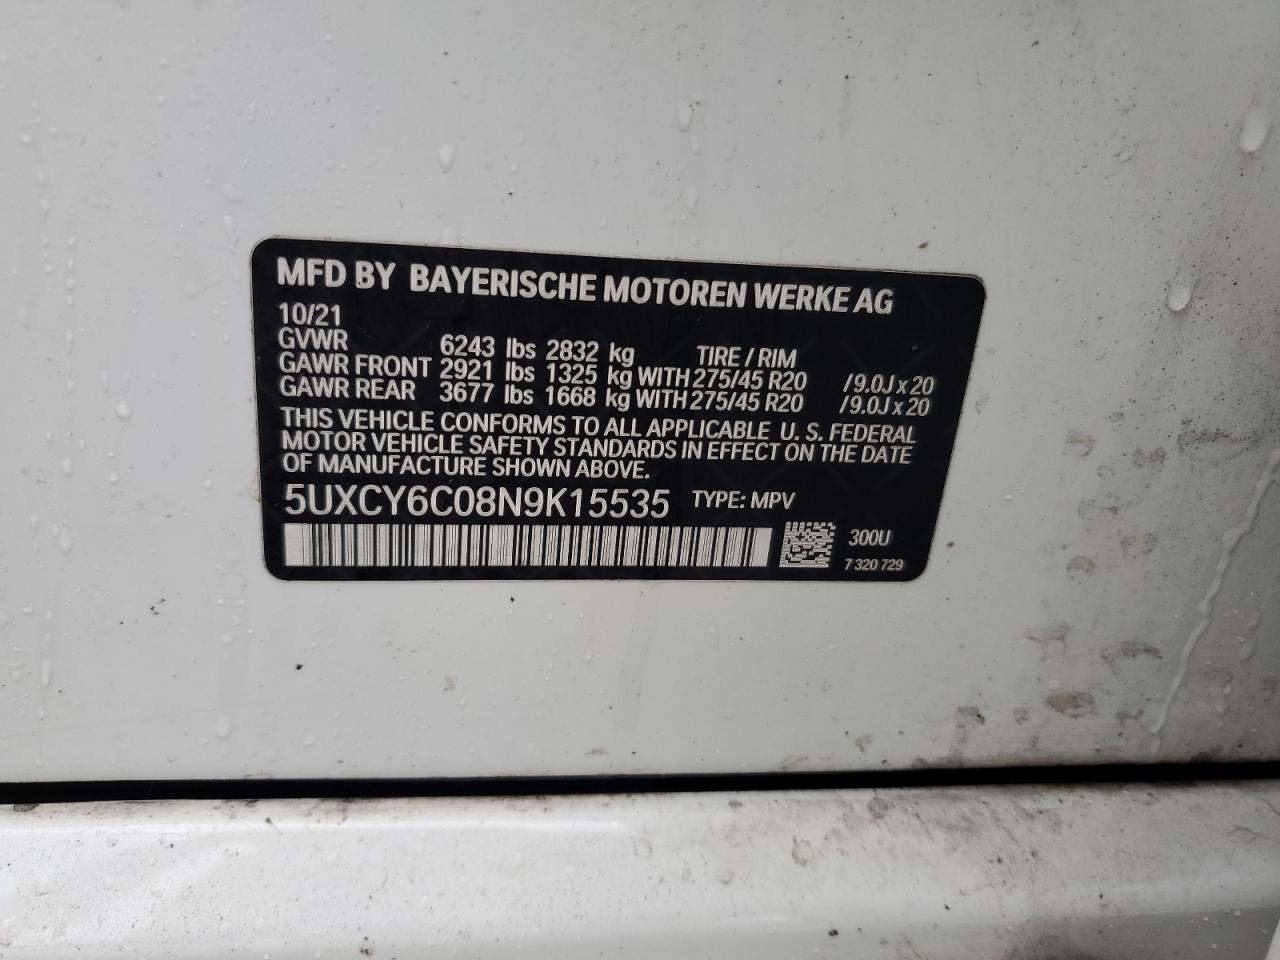 MFD BY BAYERISCHE MOTOREN WERKE AG
10/21
GVWR 6243 lbs 2832 kg TIRE / RIM
GAWR FRONT 2921 lbs 1325 kg WITH 275/45 R20 /9.0J x 20
GAWR REAR 3677 lbs 1668 kg WITH 275/45 R20 /9.0J x 20
THIS VEHICLE CONFORMS TO ALL APPLICABLE U. S. FEDERAL
MOTOR VEHICLE SAFETY STANDARDS IN EFFECT ON THE DATE
OF MANUFACTURE SHOWN ABOVE.
5UXCY6C08N9K15535 TYPE: MPV
300U
7 320 729